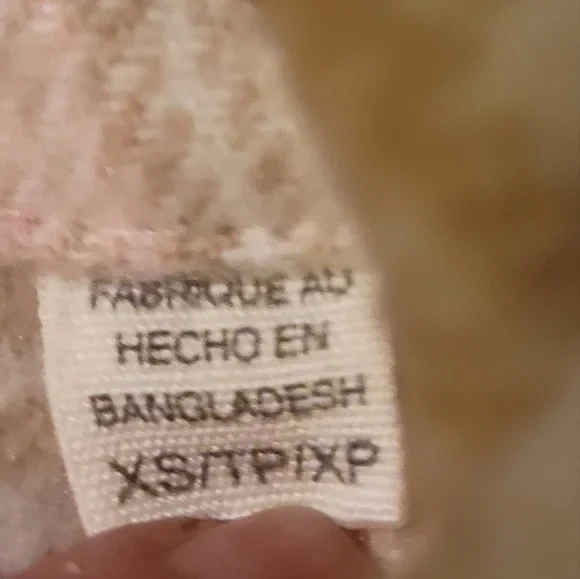 FABRIQUE AU
HECHO EN
BANGLADESH
XS/TP/XP